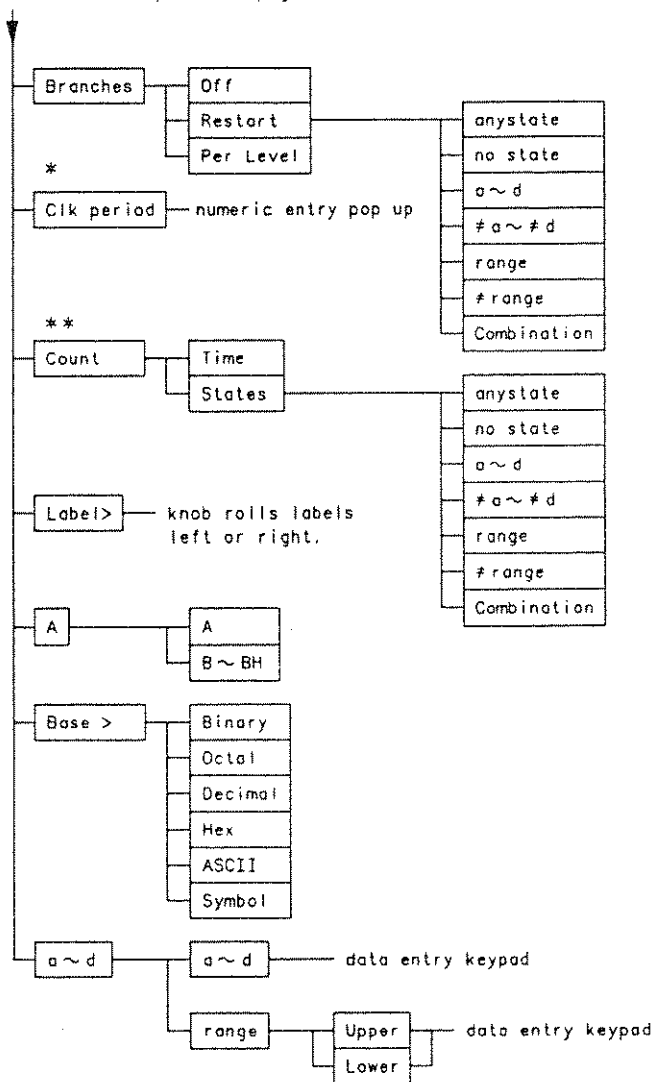 Branches
Off
Restart
Per Level
anystate
no state
a ~ d
≠ a ~ ≠ d
range
≠ range
Combination
*
Clk period
numeric entry pop up
**
Count
Time
States
anystate
no state
a ~ d
≠ a ~ ≠ d
range
≠ range
Combination
Label>
knob rolls labels
left or right.
A
A
B ~ BH
Base >
Binary
Octal
Decimal
Hex
ASCII
Symbol
a ~ d
a ~ d
data entry keypad
range
Upper
Lower
data entry keypad